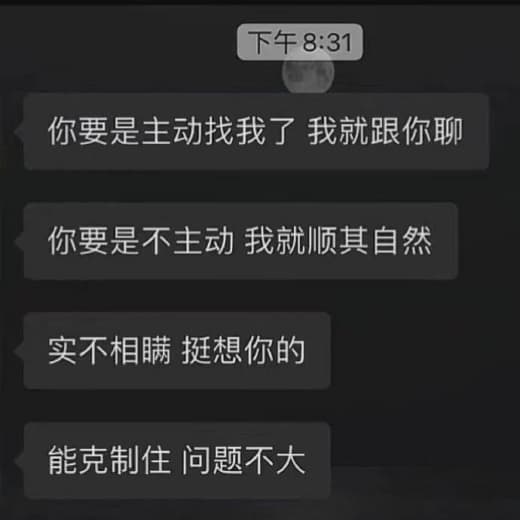 下午 8:31
你要是主动找我了 我就跟你聊
你要是不主动 我就顺其自然
实不相瞒 挺想你的
能克制住 问题不大